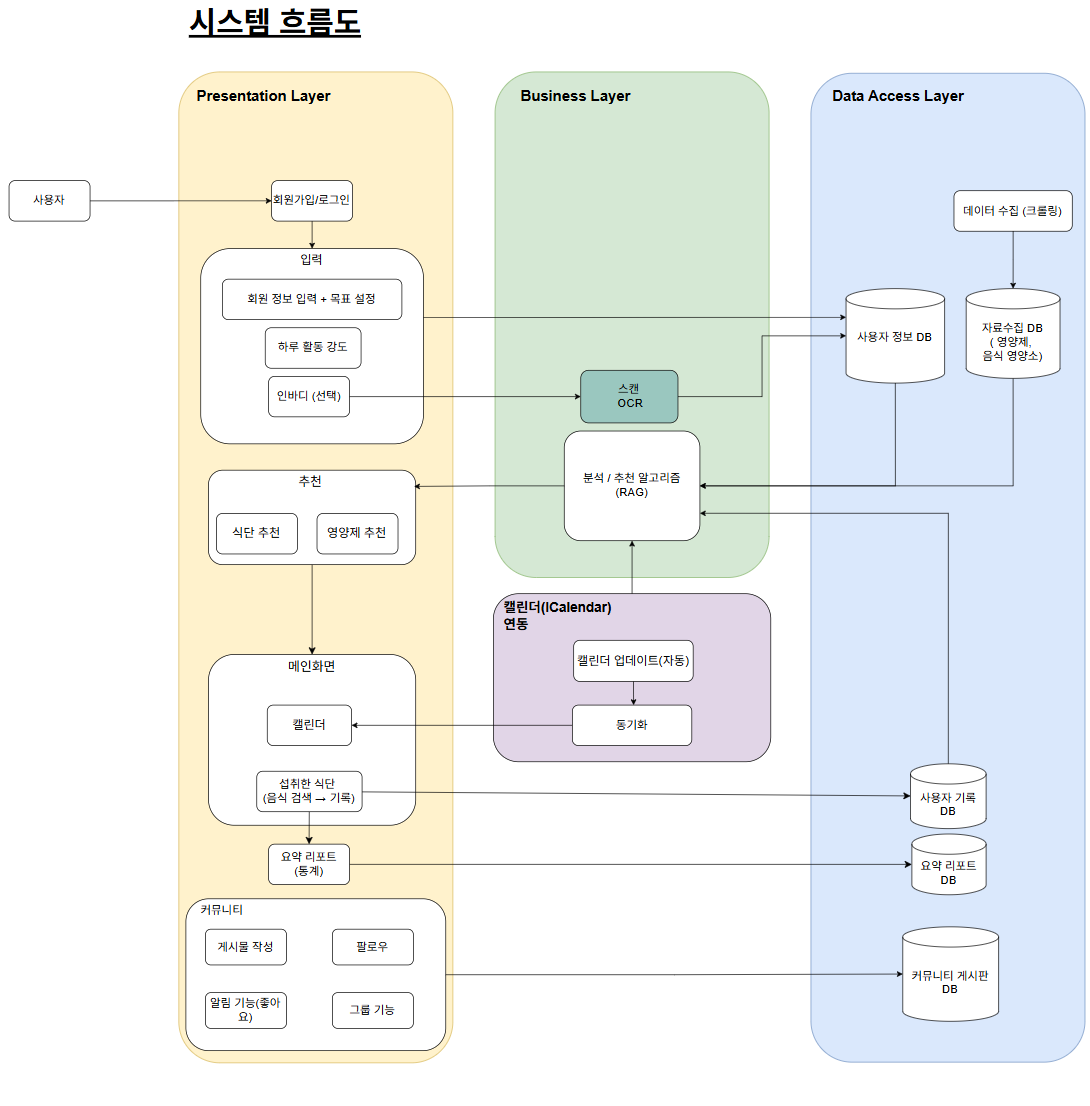 시스템 흐름도
Presentation Layer
Business Layer
Data Access Layer
사용자
회원가입/로그인
데이터 수집 (크롤링)
입력
회원 정보 입력 + 목표 설정
하루 활동 강도
인바디 (선택)
사용자 정보 DB
자료수집 DB
( 영양제,
음식 영양소)
스캔
OCR
분석 / 추천 알고리즘
(RAG)
추천
식단 추천
영양제 추천
캘린더(ICalendar)
연동
캘린더 업데이트(자동)
동기화
메인화면
캘린더
섭취한 식단
(음식 검색 → 기록)
사용자 기록
DB
요약 리포트
(통계)
요약 리포트
DB
커뮤니티
게시물 작성
팔로우
알림 기능(좋아
요)
그룹 기능
커뮤니티 게시판
DB